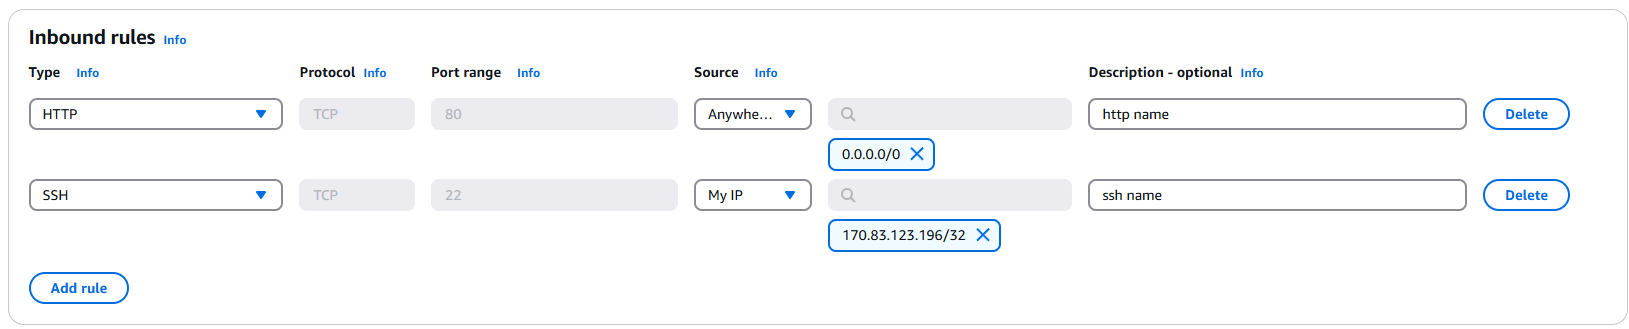 Inbound rules Info
Type Info Protocol Info Port range Info Source Info Description - optional Info
HTTP TCP 80 Anywhe... http name Delete
0.0.0.0/0
SSH TCP 22 My IP ssh name Delete
170.83.123.196/32
Add rule